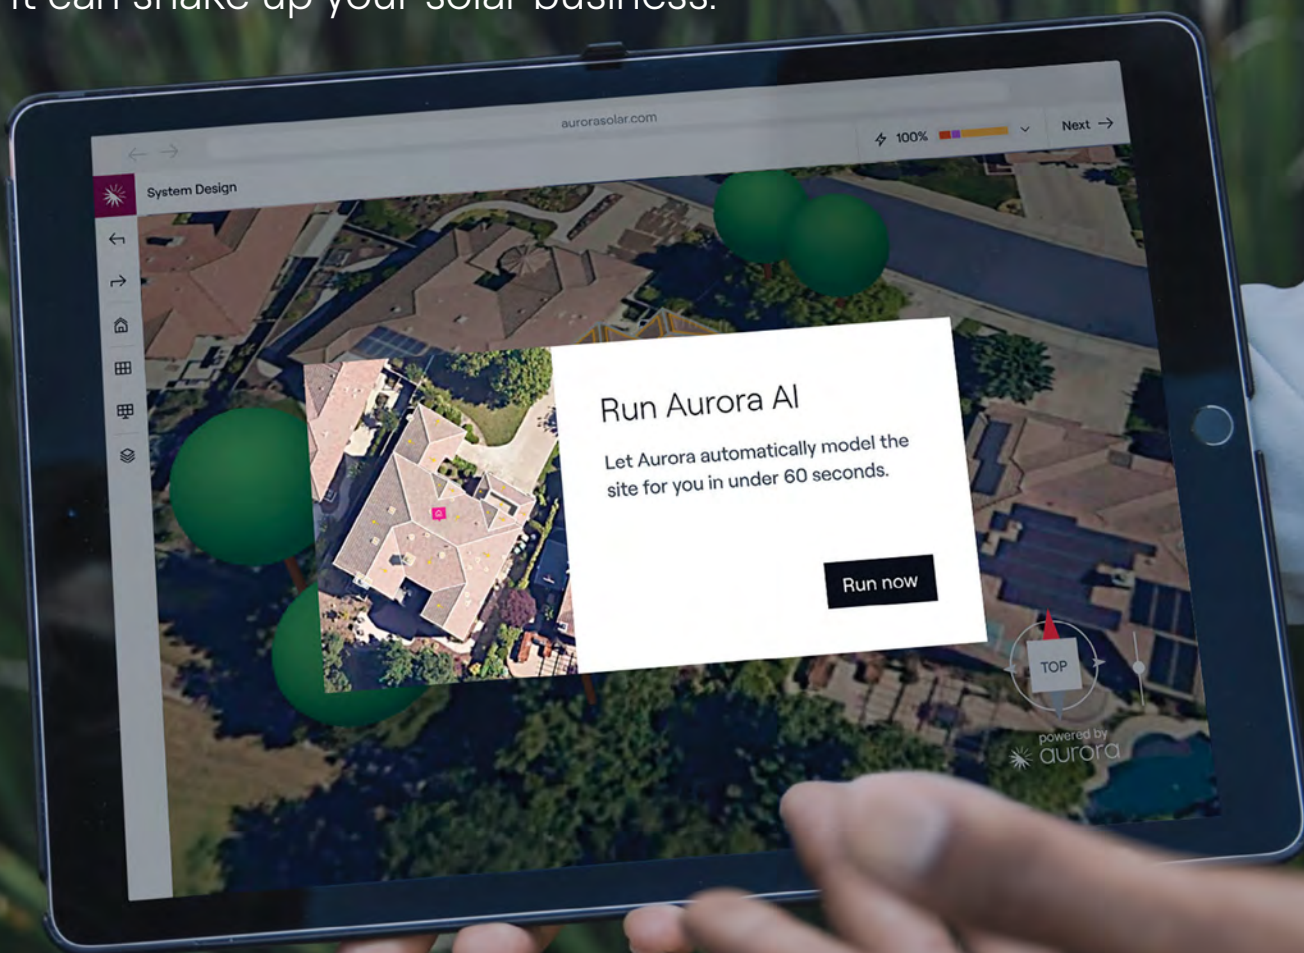 it can shake up your solar business.
aurorasolar.com
100%
Next
System Design
Run Aurora AI
Let Aurora automatically model the
site for you in under 60 seconds.
Run now
TOP
powered by
aurora